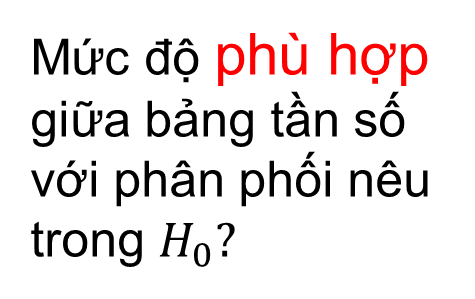 Mức độ phù hợp
giữa bảng tần số
với phân phối nêu
trong H₀?